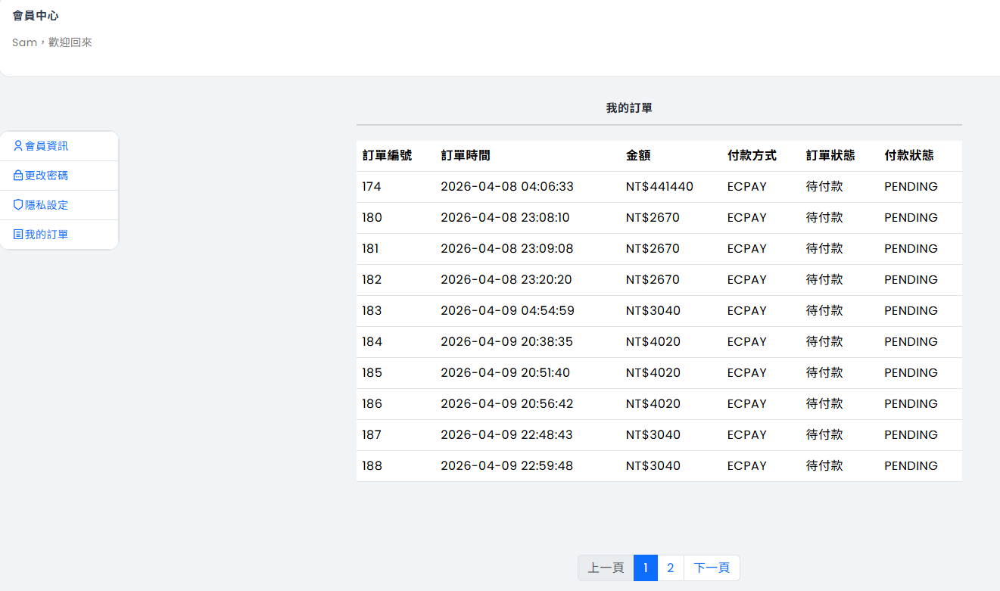 會員中心
Sam，歡迎回來
我的訂單
會員資訊
更改密碼
隱私設定
我的訂單
訂單編號 訂單時間 金額 付款方式 訂單狀態 付款狀態
174 2026-04-08 04:06:33 NT$441440 ECPAY 待付款 PENDING
180 2026-04-08 23:08:10 NT$2670 ECPAY 待付款 PENDING
181 2026-04-08 23:09:08 NT$2670 ECPAY 待付款 PENDING
182 2026-04-08 23:20:20 NT$2670 ECPAY 待付款 PENDING
183 2026-04-09 04:54:59 NT$3040 ECPAY 待付款 PENDING
184 2026-04-09 20:38:35 NT$4020 ECPAY 待付款 PENDING
185 2026-04-09 20:51:40 NT$4020 ECPAY 待付款 PENDING
186 2026-04-09 20:56:42 NT$4020 ECPAY 待付款 PENDING
187 2026-04-09 22:48:43 NT$3040 ECPAY 待付款 PENDING
188 2026-04-09 22:59:48 NT$3040 ECPAY 待付款 PENDING
上一頁 1 2 下一頁